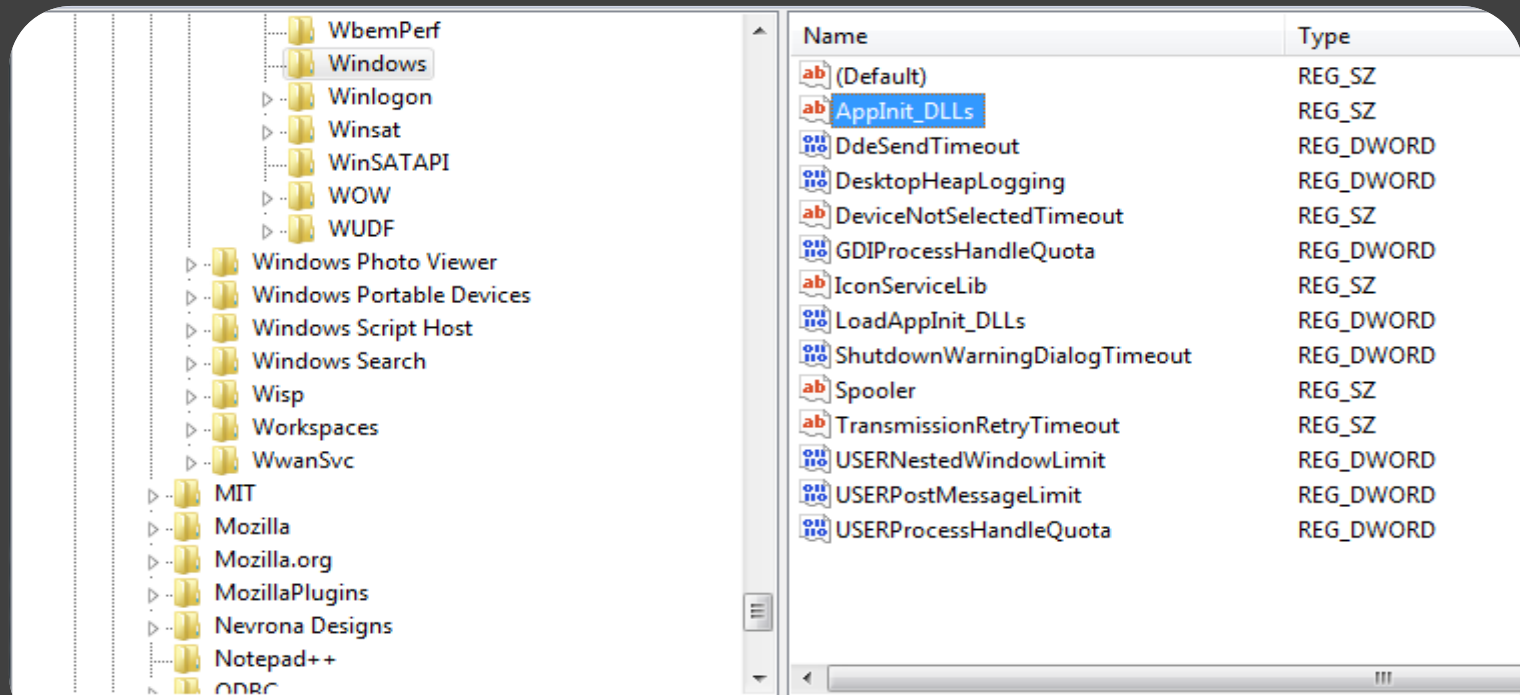 WbemPerf
Windows
Winlogon
Winsat
WinSATAPI
WOW
WUDF
Windows Photo Viewer
Windows Portable Devices
Windows Script Host
Windows Search
Wisp
Workspaces
WwanSvc
MIT
Mozilla
Mozilla.org
MozillaPlugins
Nevrona Designs
Notepad++
ODBC
Name Type
(Default) REG_SZ
AppInit_DLLs REG_SZ
DdeSendTimeout REG_DWORD
DesktopHeapLogging REG_DWORD
DeviceNotSelectedTimeout REG_SZ
GDIProcessHandleQuota REG_DWORD
IconServiceLib REG_SZ
LoadAppInit_DLLs REG_DWORD
ShutdownWarningDialogTimeout REG_DWORD
Spooler REG_SZ
TransmissionRetryTimeout REG_SZ
USERNestedWindowLimit REG_DWORD
USERPostMessageLimit REG_DWORD
USERProcessHandleQuota REG_DWORD